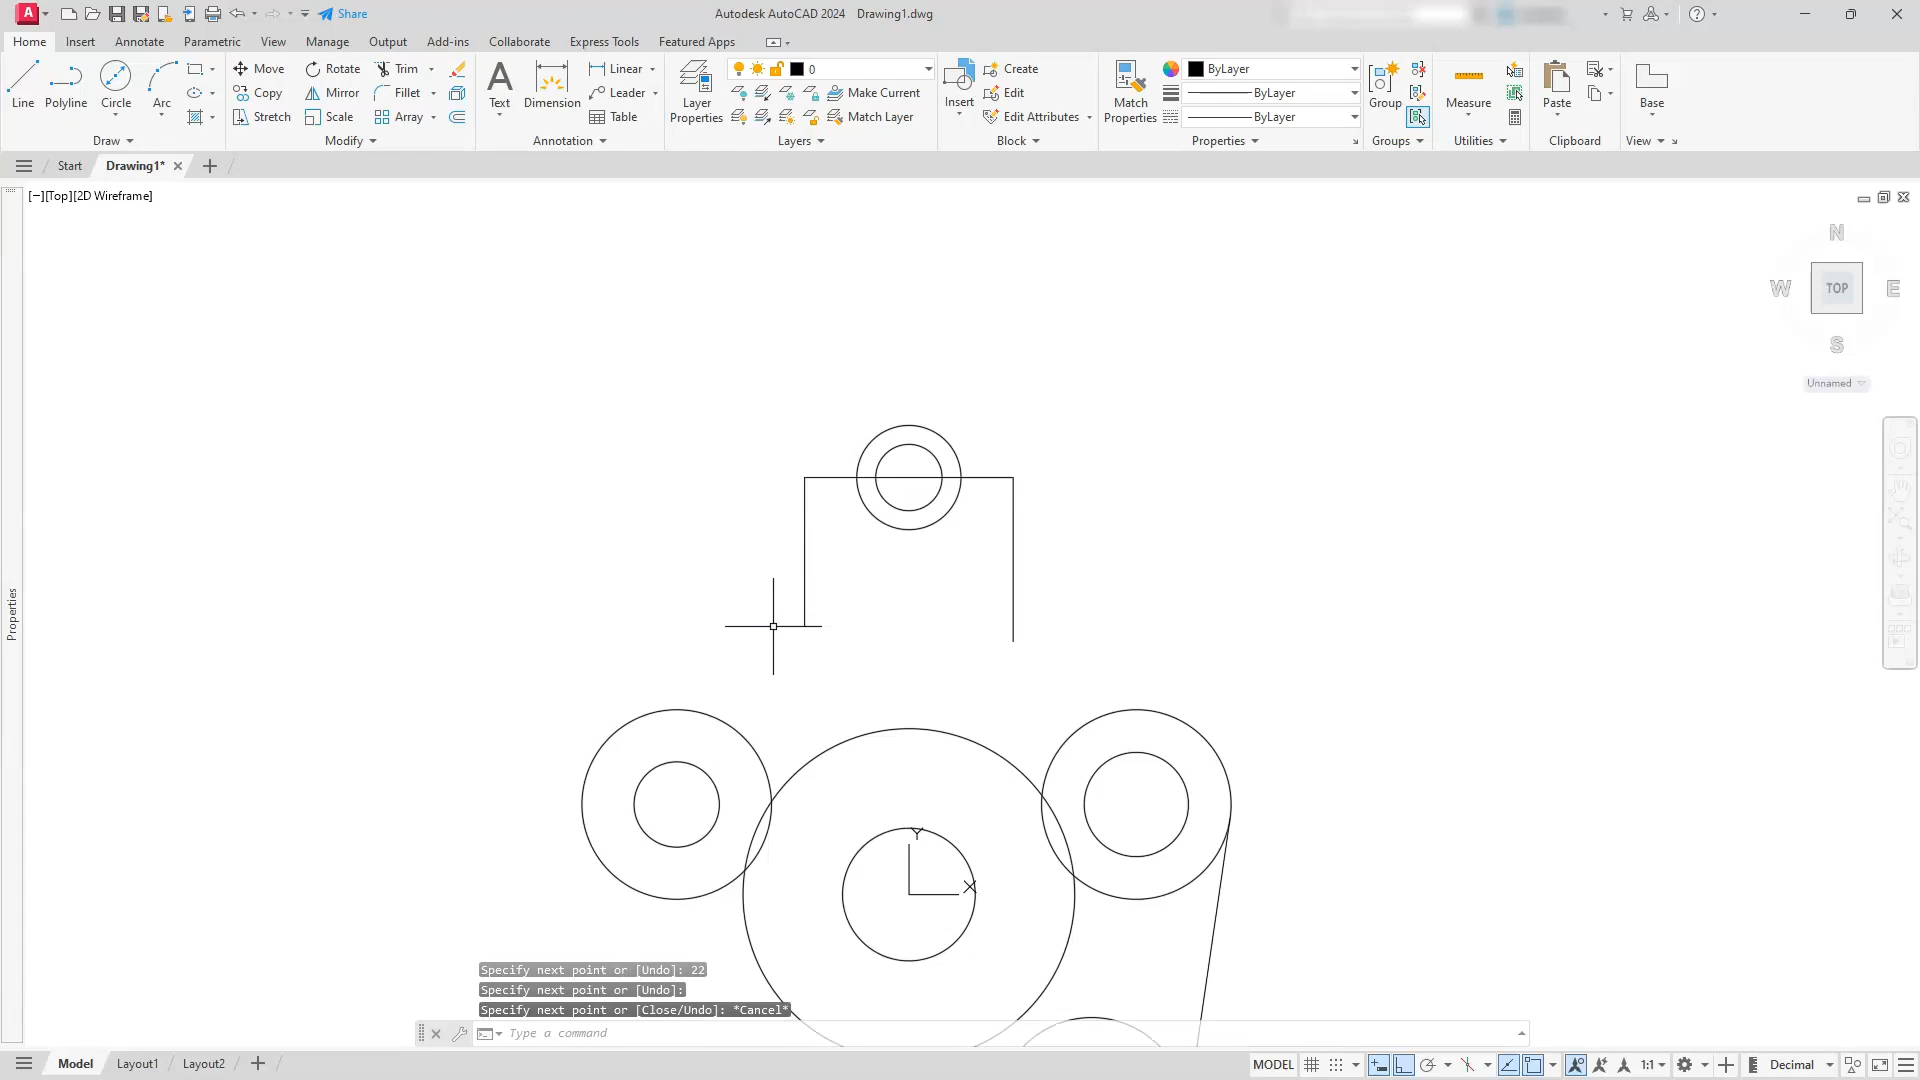 A Share Autodesk AutoCAD 2024 Drawing1.dwg
Home Insert Annotate Parametric View Manage Output Add-ins Collaborate Express Tools Featured Apps
Line Polyline Circle Arc
Move Rotate Trim
Copy Mirror Fillet
Stretch Scale Array
Text Dimension
Linear
Leader
Table
Layer Properties
0
Make Current
Match Layer
Insert
Create
Edit
Edit Attributes
Match Properties
ByLayer
ByLayer
ByLayer
Group
Measure
Paste
Base
Draw Modify Annotation Layers Block Properties Groups Utilities Clipboard View
Start Drawing1*
[−][Top][2D Wireframe]
N
W TOP E
S
Unnamed
Properties
Y
X
Specify next point or [Undo]: 22
Specify next point or [Undo]:
Specify next point or [Close/Undo]: *Cancel*
Type a command
Model Layout1 Layout2 MODEL 1:1 Decimal